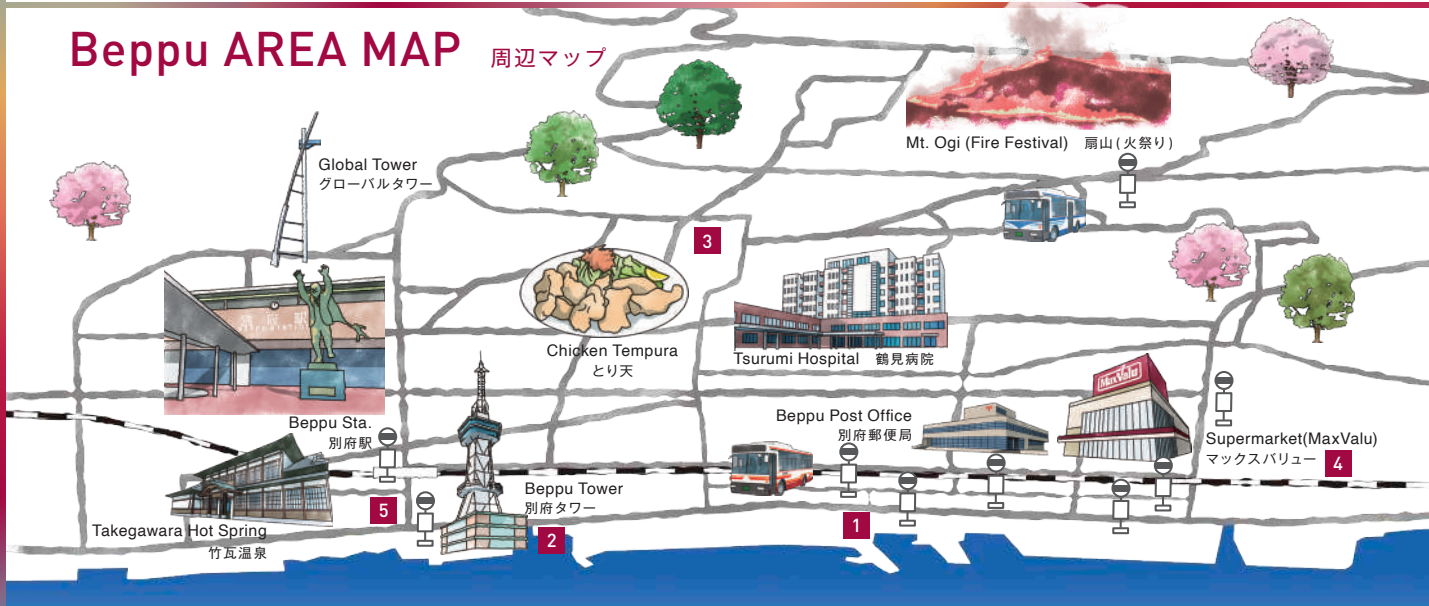 Beppu AREA MAP 周辺マップ
Mt. Ogi (Fire Festival) 扇山(火祭り)
Global Tower
グローバルタワー
3
別府駅
Chicken Tempura
とり天
Tsurumi Hospital 鶴見病院
MaxValu
Beppu Sta.
別府駅
Beppu Post Office
別府郵便局
Supermarket(MaxValu)
マックスバリュー
4
Takegawara Hot Spring
竹瓦温泉
5
Beppu Tower
別府タワー
2
1